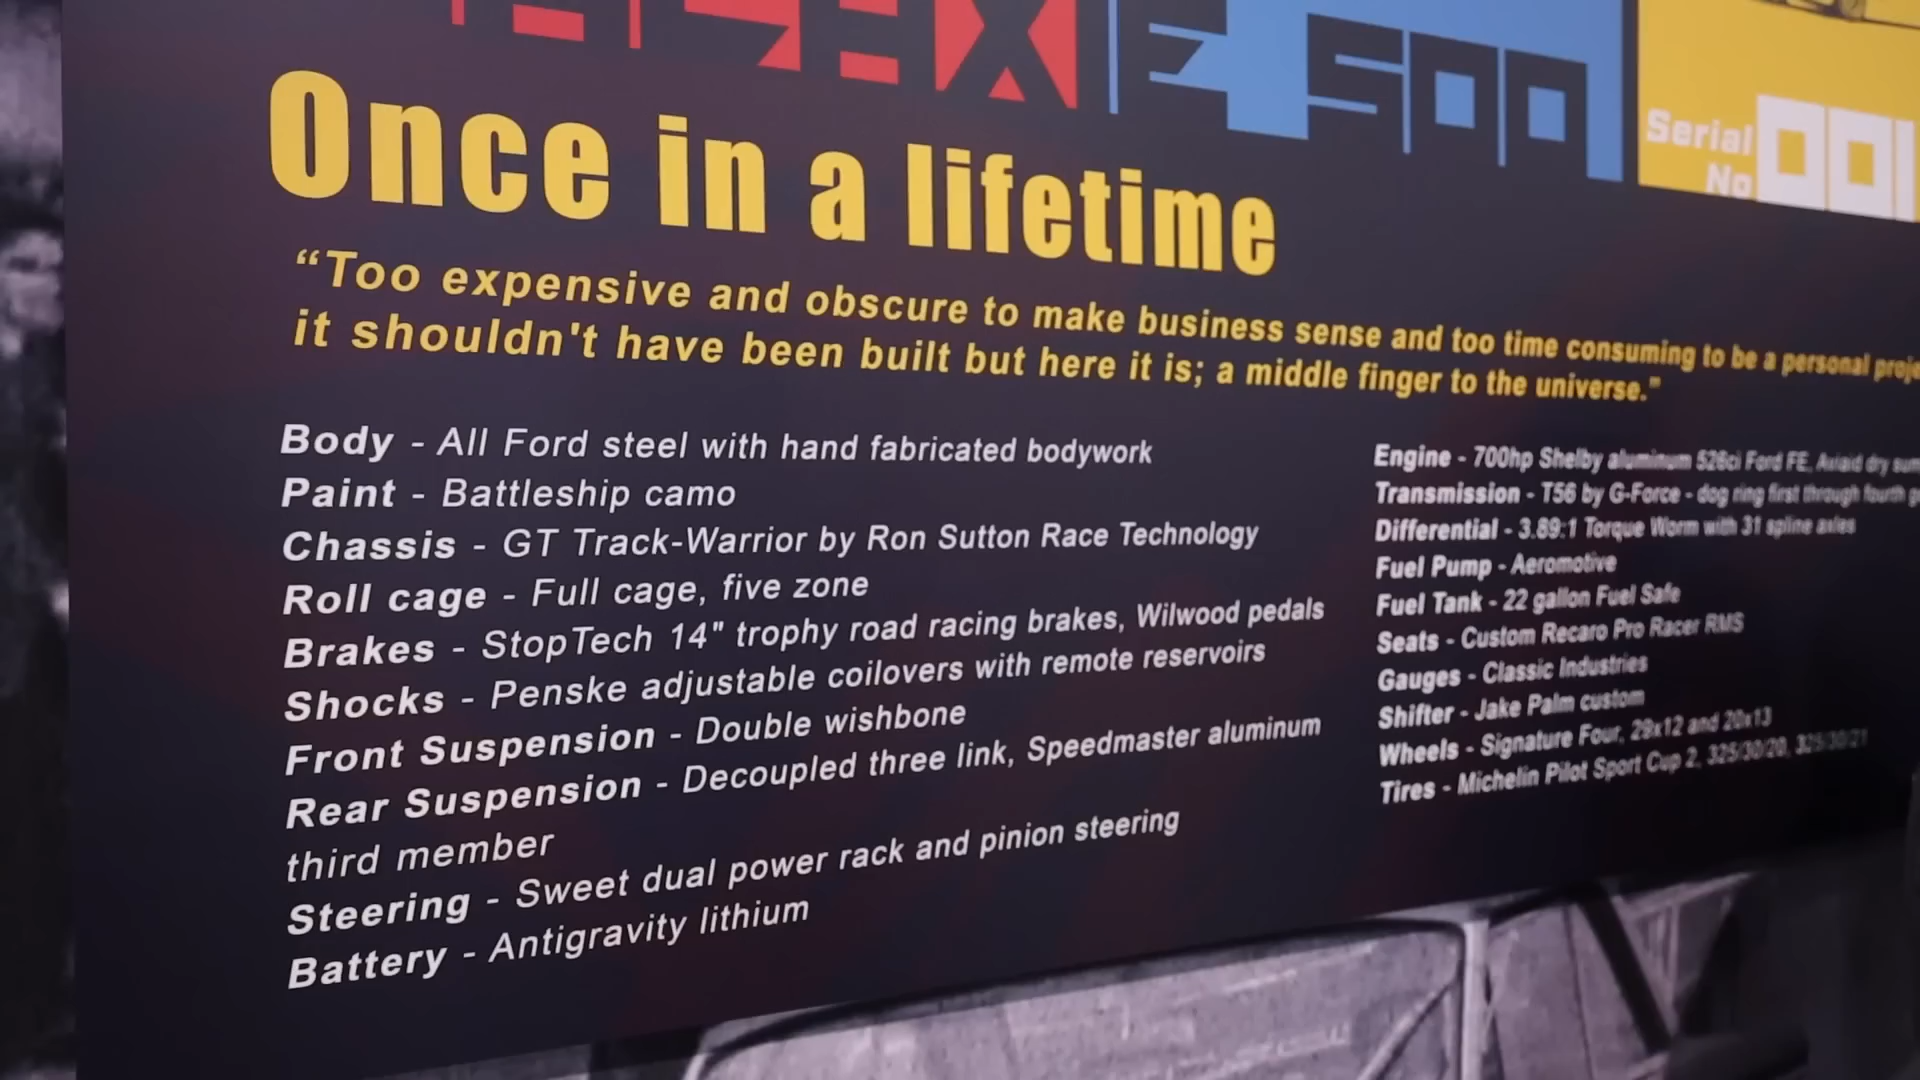 500
Serial
No
001
Once in a lifetime
“Too expensive and obscure to make business sense and too time consuming to be a personal
it shouldn't have been built but here it is; a middle finger to the universe.”
Body - All Ford steel with hand fabricated bodywork
Paint - Battleship camo
Chassis - GT Track-Warrior by Ron Sutton Race Technology
Roll cage - Full cage, five zone
Brakes - StopTech 14" trophy road racing brakes, Wilwood pedals
Shocks - Penske adjustable coilovers with remote reservoirs
Front Suspension - Double wishbone
Rear Suspension - Decoupled three link, Speedmaster aluminum
third member
Steering - Sweet dual power rack and pinion steering
Battery - Antigravity lithium
Engine - 700hp Shelby aluminum 526ci Ford FE, Aviaid dry
Transmission - T56 by G-Force - dog ring first through fourth
Differential - 3.89:1 Torque Worm with 31 spline axles
Fuel Pump - Aeromotive
Fuel Tank - 22 gallon Fuel Safe
Seats - Custom Recaro Pro Racer RMS
Gauges - Classic Industries
Shifter - Jake Palm custom
Wheels - Signature Four, and 20x13
Tires - Michelin Pilot Sport Cup 2, 325/30/20,